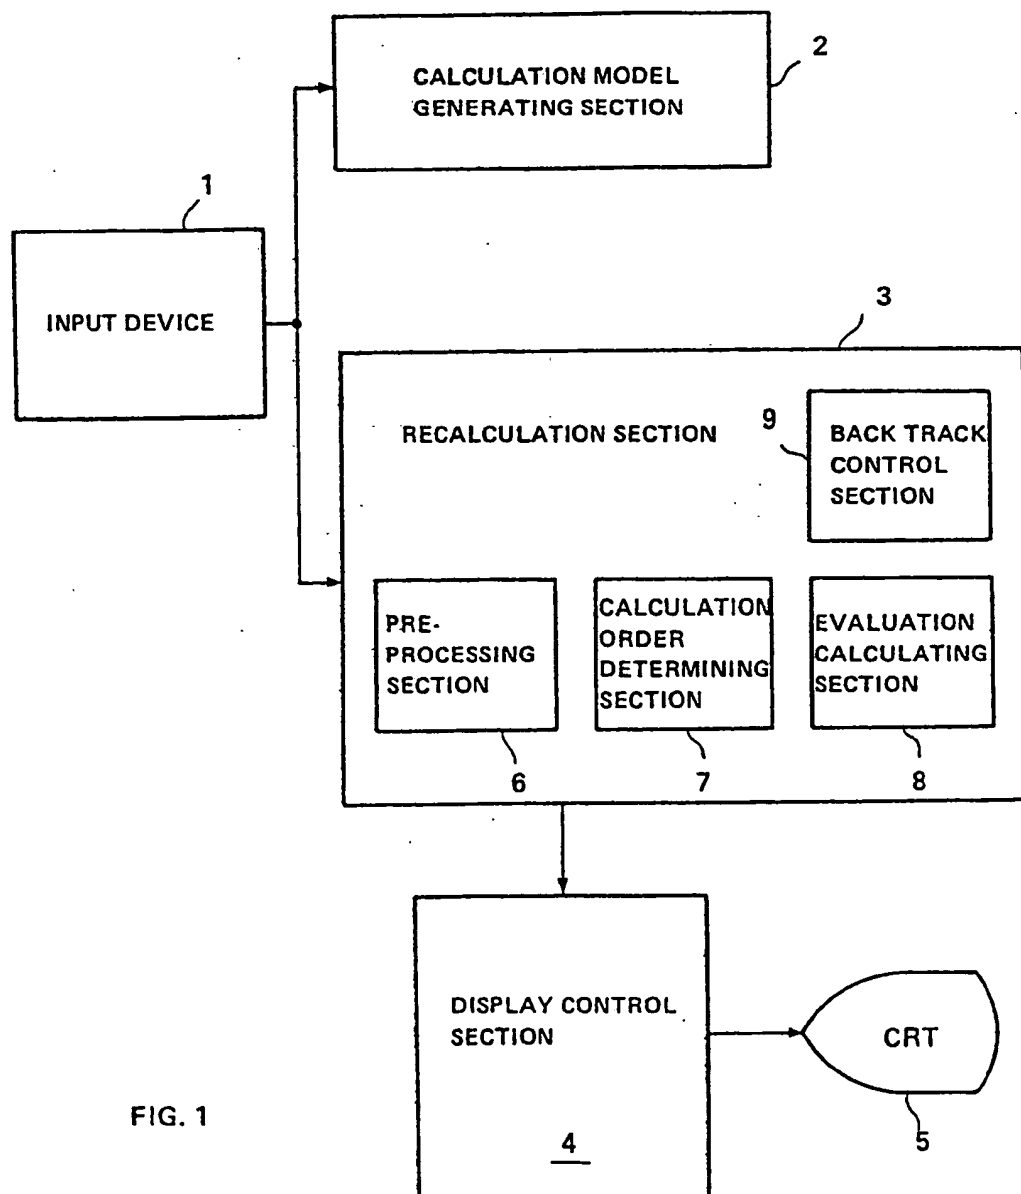 2
CALCULATION MODEL
GENERATING SECTION
1
INPUT DEVICE
3
RECALCULATION SECTION
9
BACK TRACK
CONTROL
SECTION
PRE-
PROCESSING
SECTION
6
CALCULATION
ORDER
DETERMINING
SECTION
7
EVALUATION
CALCULATING
SECTION
8
DISPLAY CONTROL
SECTION
4
CRT
5
FIG. 1